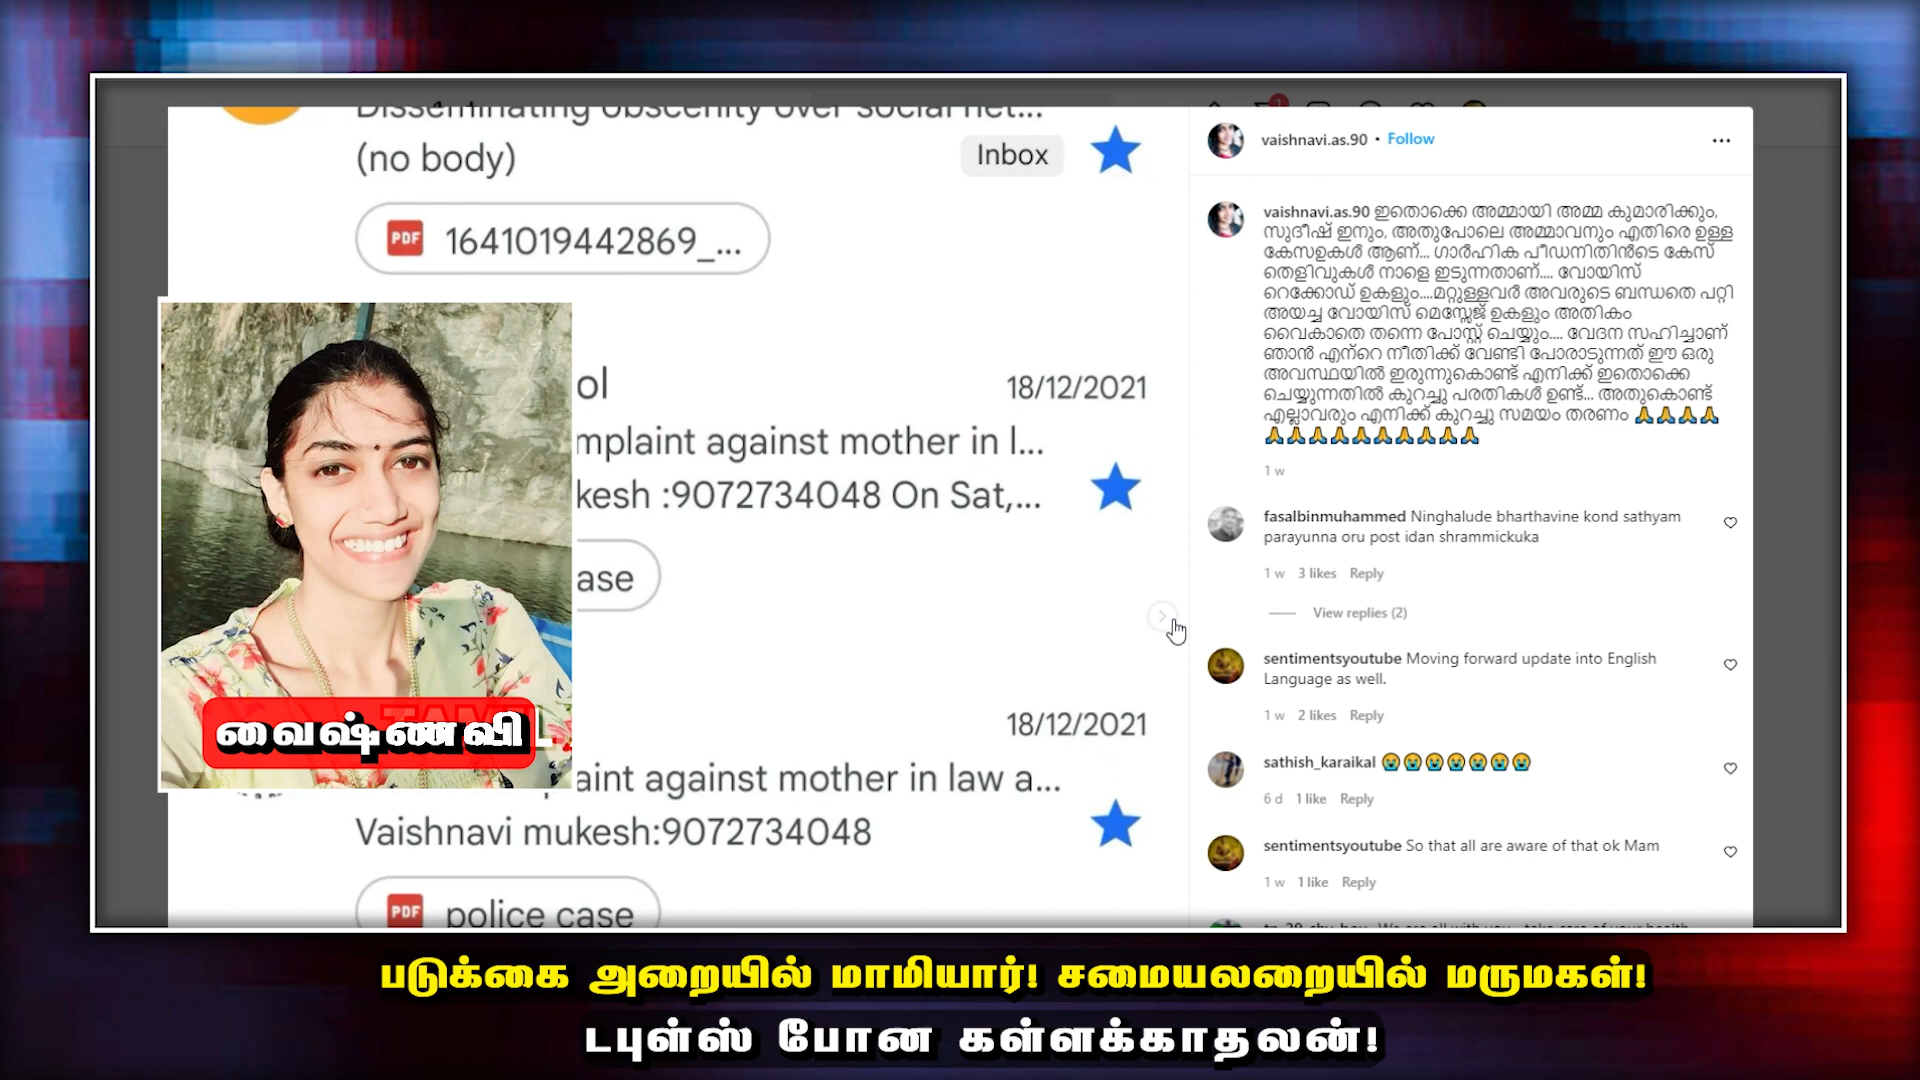 Disseminating obscenity over social net...
(no body)
Inbox
PDF 1641019442869_...
ol
18/12/2021
mplaint against mother in l...
kesh :9072734048 On Sat,...
ase
18/12/2021
aint against mother in law a...
Vaishnavi mukesh:9072734048
PDF police case
வைஷ்ணவி
vaishnavi.as.90 • Follow
vaishnavi.as.90 ഇതൊക്കെ അമ്മായി അമ്മ കുമാരിക്കും,
സുദീഷ് ഇനും, അതുപോലെ അമ്മാവനും എതിരെ ഉള്ള
കേസുകൾ ആണ്... ഗാർഹിക പീഡനിതിൻടെ കേസ്
തെളിവുകൾ നാളെ ഇടുന്നതാണ്.... വോയിസ്
റെക്കോഡ് ഉകളും....മറ്റുള്ളവർ അവരുടെ ബന്ധതെ പറ്റി
അയച്ച വോയിസ് മെസ്സേജ് ഉകളും അതികം
വൈകാതെ തന്നെ പോസ്റ്റ് ചെയ്യും.... വേദന സഹിച്ചാണ്
ഞാൻ എന്റെ നീതിക്ക് വേണ്ടി പോരാടുന്നത് ഈ ഒരു
അവസ്ഥയിൽ ഇരുന്നുകൊണ്ട് എനിക്ക് ഇതൊക്കെ
ചെയ്യുന്നതിൽ കുറച്ചു പരതികൾ ഉണ്ട്... അതുകൊണ്ട്
എല്ലാവരും എനിക്ക് കുറച്ചു സമയം തരണം 🙏🙏🙏🙏
🙏🙏🙏🙏🙏🙏🙏🙏🙏🙏
1 w
fasalbinmuhammed Ninghalude bharthavine kond sathyam
parayunna oru post idan shrammickuka
1 w 3 likes Reply
View replies (2)
sentimentsyoutube Moving forward update into English
Language as well.
1 w 2 likes Reply
sathish_karaikal 😭😭😭😭😭😭😭
6 d 1 like Reply
sentimentsyoutube So that all are aware of that ok Mam
1 w 1 like Reply
படுக்கை அறையில் மாமியார்! சமையலறையில் மருமகள்!
டபுள்ஸ் போன கள்ளக்காதலன்!